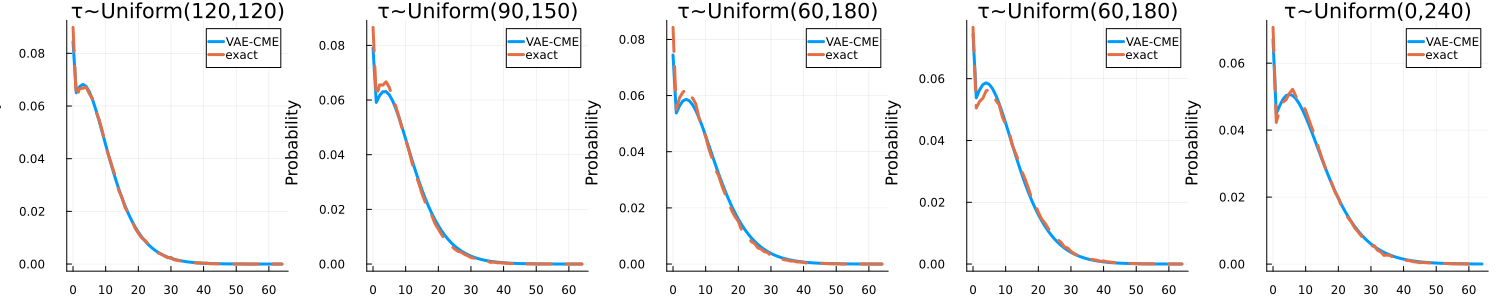 τ~Uniform(120,120)
VAE-CME
exact
0.08
0.06
0.04
0.02
0.00
0 10 20 30 40 50 60
τ~Uniform(90,150)
VAE-CME
exact
Probability
0.08
0.06
0.04
0.02
0.00
0 10 20 30 40 50 60
τ~Uniform(60,180)
VAE-CME
exact
Probability
0.08
0.06
0.04
0.02
0.00
0 10 20 30 40 50 60
τ~Uniform(60,180)
VAE-CME
exact
Probability
0.06
0.04
0.02
0.00
0 10 20 30 40 50 60
τ~Uniform(0,240)
VAE-CME
exact
Probability
0.06
0.04
0.02
0.00
0 10 20 30 40 50 60